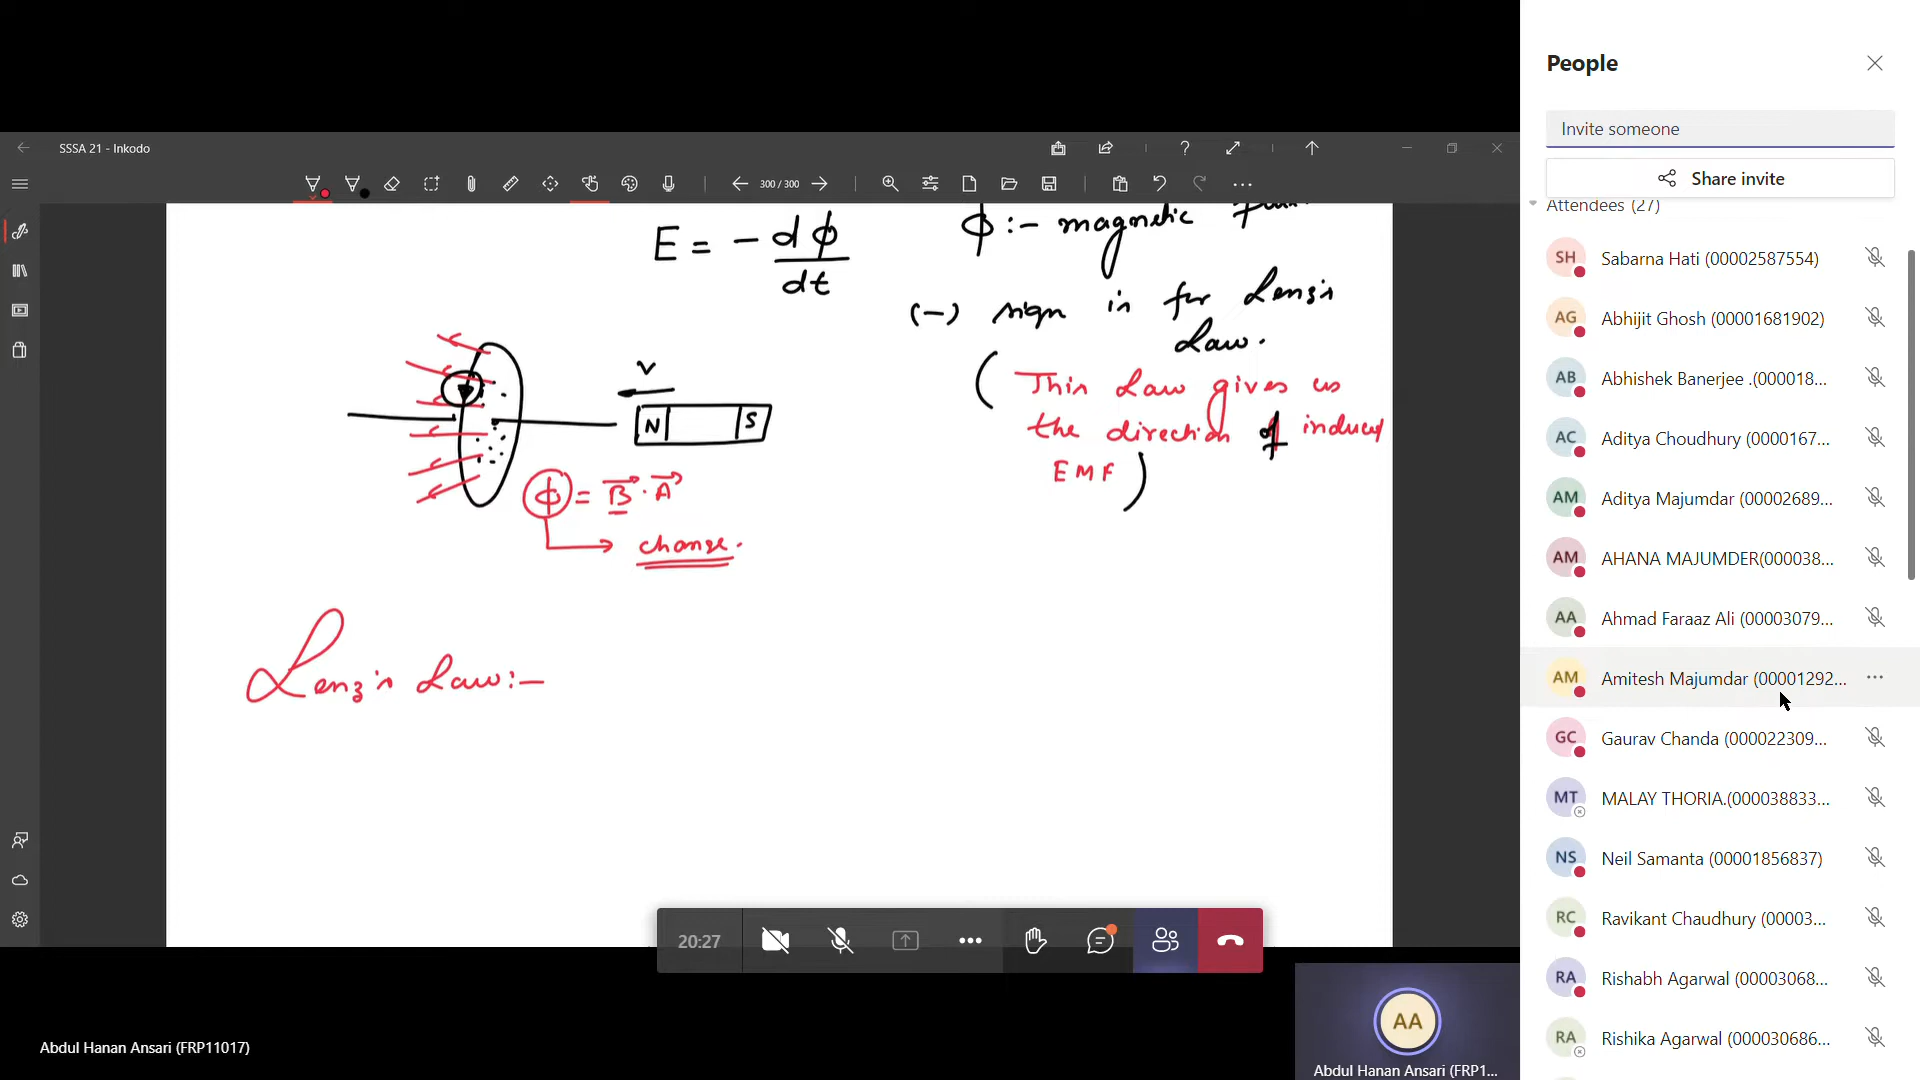 People
Invite someone
Share invite
Attendees (27)
SSSA 21 - Inkodo
300 / 300
E = - dϕ
dt
ϕ :- magnetic
(-) sign is for Lenz's
Law.
( This Law gives us
the direction of induced
EMF )
v
N S
ϕ = B⃗ · A⃗
change.
Lenz's Law:-
SH Sabarna Hati (00002587554)
AG Abhijit Ghosh (00001681902)
AB Abhishek Banerjee .(000018...
AC Aditya Choudhury (0000167...
AM Aditya Majumdar (00002689...
AM AHANA MAJUMDER(000038...
AA Ahmad Faraaz Ali (00003079...
AM Amitesh Majumdar (00001292...
GC Gaurav Chanda (000022309...
MT MALAY THORIA.(000038833...
NS Neil Samanta (00001856837)
RC Ravikant Chaudhury (00003...
RA Rishabh Agarwal (00003068...
RA Rishika Agarwal (000030686...
20:27
AA
Abdul Hanan Ansari (FRP11017)
Abdul Hanan Ansari (FRP1...